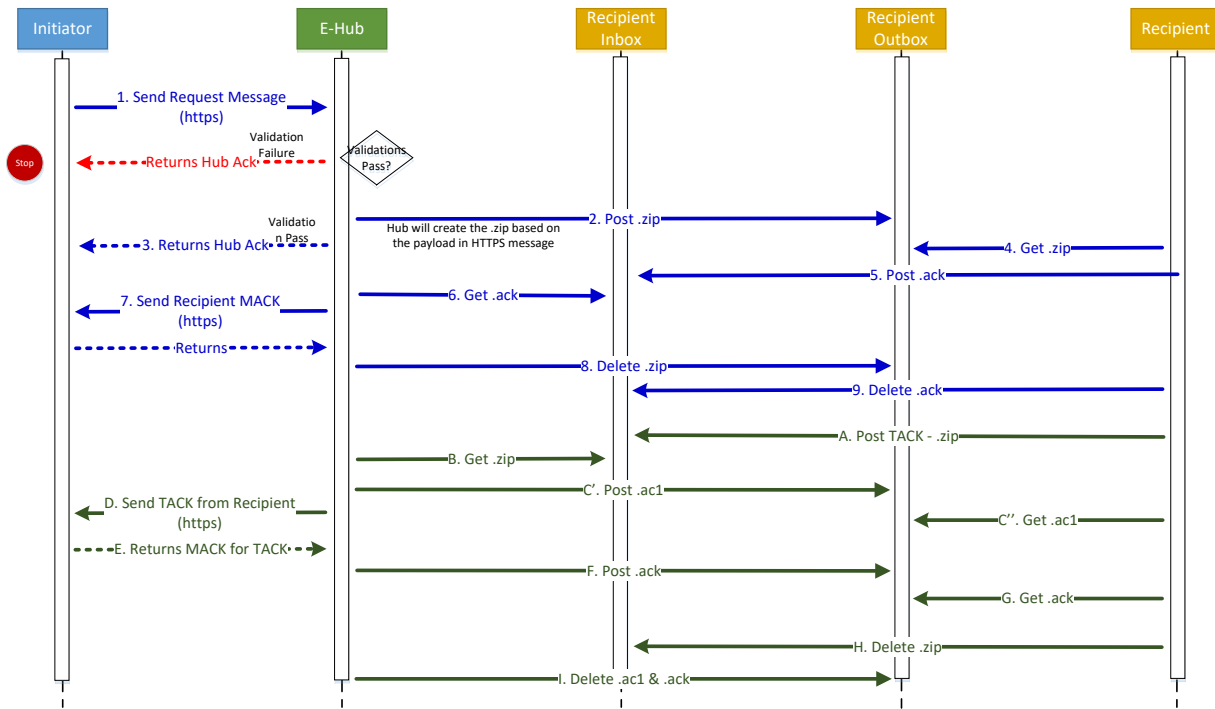 Initiator
E-Hub
Recipient
Inbox
Recipient
Outbox
Recipient
1. Send Request Message
(https)
Validation
Failure
Validations
Pass?
Stop
Returns Hub Ack
2. Post .zip
Validatio
n Pass
Hub will create the .zip based on
the payload in HTTPS message
3. Returns Hub Ack
4. Get .zip
5. Post .ack
6. Get .ack
7. Send Recipient MACK
(https)
Returns
8. Delete .zip
9. Delete .ack
A. Post TACK - .zip
B. Get .zip
C'. Post .ac1
D. Send TACK from Recipient
(https)
C''. Get .ac1
E. Returns MACK for TACK
F. Post .ack
G. Get .ack
H. Delete .zip
I. Delete .ac1 & .ack